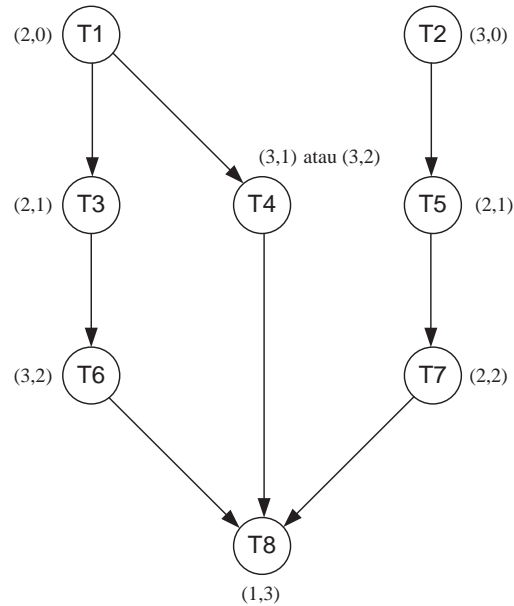 (2,0) T1 T2 (3,0)
(3,1) atau (3,2)
(2,1) T3 T4 T5 (2,1)
(3,2) T6 T7 (2,2)
T8
(1,3)